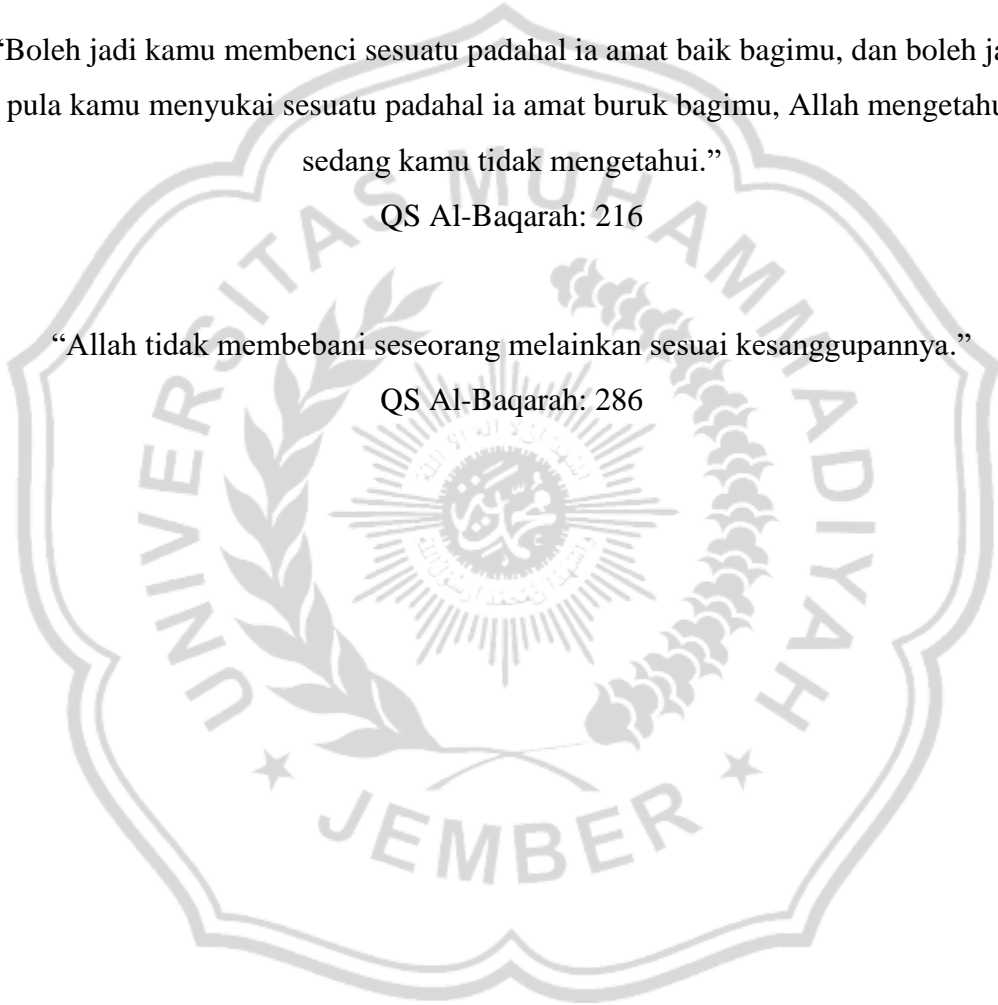 “Boleh jadi kamu membenci sesuatu padahal ia amat baik bagimu, dan boleh
pula kamu menyukai sesuatu padahal ia amat buruk bagimu, Allah
sedang kamu tidak mengetahui.”
QS Al-Baqarah: 216
“Allah tidak membebani seseorang melainkan sesuai kesanggupannya.”
QS Al-Baqarah: 286
UNIVERSITAS MUHAMMADIYAH
JEMBER